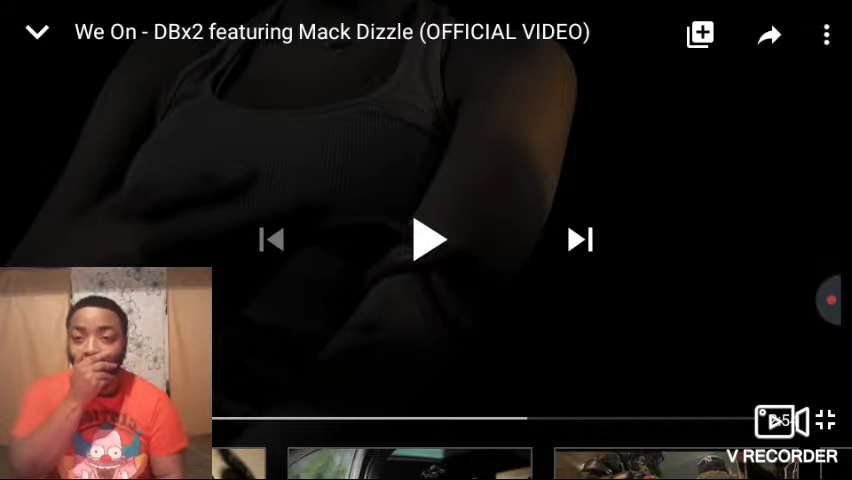 We On - DBx2 featuring Mack Dizzle (OFFICIAL VIDEO)
V RECORDER